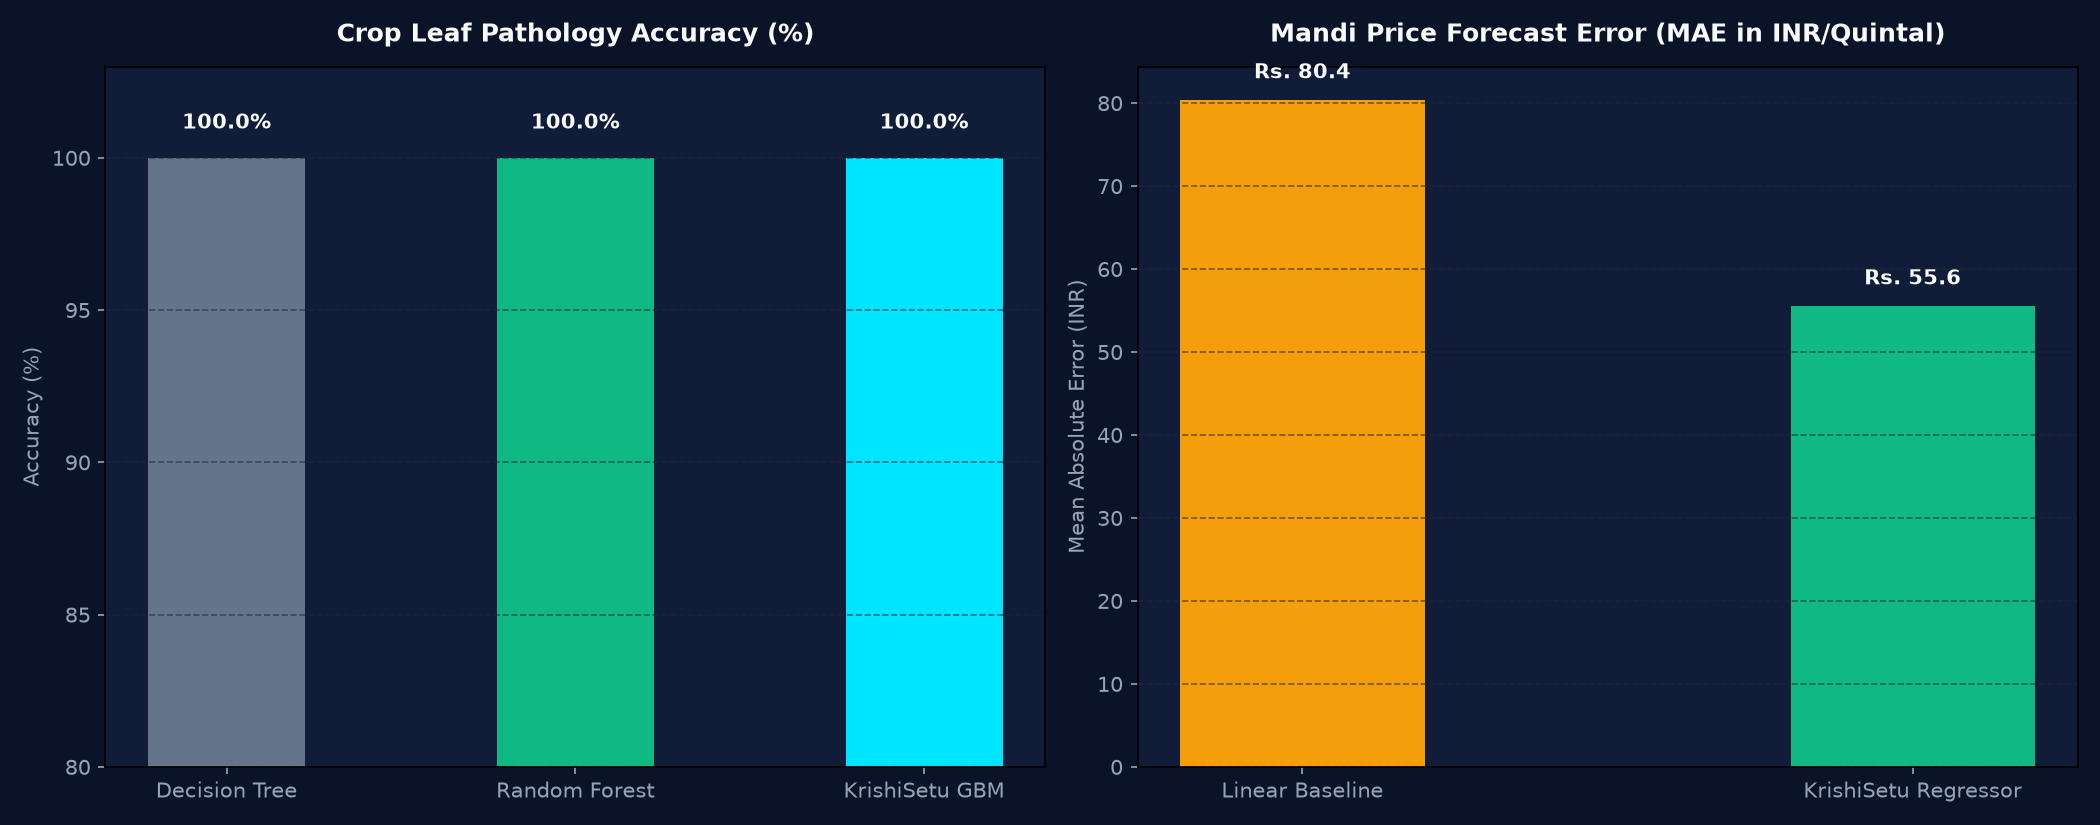 Crop Leaf Pathology Accuracy (%)
100.0%
100.0%
100.0%
Accuracy (%)
100
95
90
85
80
Decision Tree
Random Forest
KrishiSetu GBM
Mandi Price Forecast Error (MAE in INR/Quintal)
Rs. 80.4
Rs. 55.6
Mean Absolute Error (INR)
80
70
60
50
40
30
20
10
0
Linear Baseline
KrishiSetu Regressor